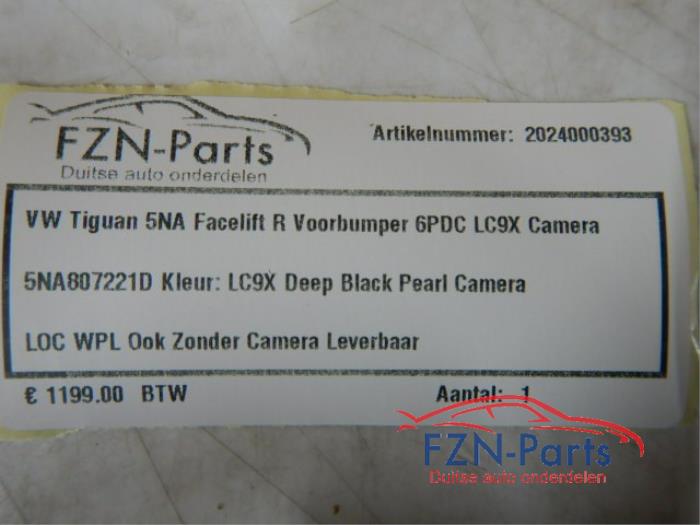 FZN-Parts
Duitse auto onderdelen
Artikelnummer: 2024000393
VW Tiguan 5NA Facelift R Voorbumper 6PDC LC9X Camera
5NA807221D Kleur: LC9X Deep Black Pearl Camera
LOC WPL Ook Zonder Camera Leverbaar
€ 1199.00 BTW
Aantal: 1
FZN-Parts
Duitse auto onderdelen